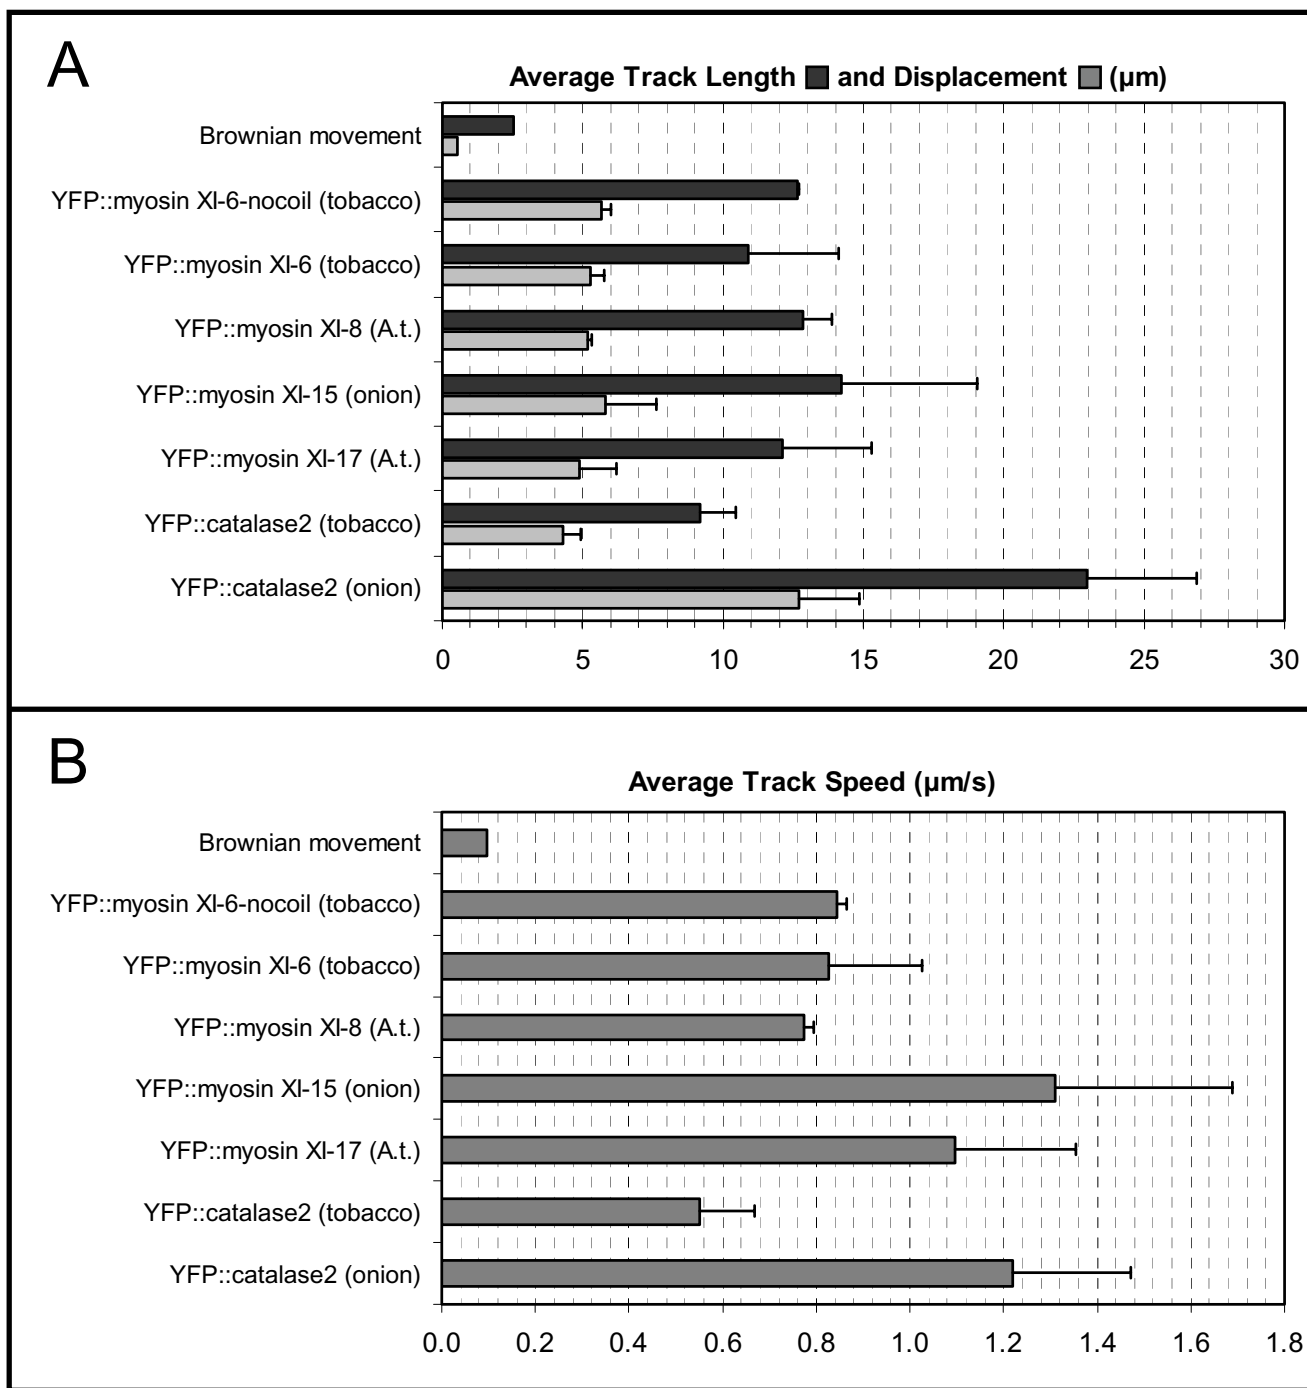 A
Average Track Length and Displacement (µm)
Brownian movement
YFP::myosin XI-6-nocoil (tobacco)
YFP::myosin XI-6 (tobacco)
YFP::myosin XI-8 (A.t.)
YFP::myosin XI-15 (onion)
YFP::myosin XI-17 (A.t.)
YFP::catalase2 (tobacco)
YFP::catalase2 (onion)
0 5 10 15 20 25 30
B
Average Track Speed (µm/s)
Brownian movement
YFP::myosin XI-6-nocoil (tobacco)
YFP::myosin XI-6 (tobacco)
YFP::myosin XI-8 (A.t.)
YFP::myosin XI-15 (onion)
YFP::myosin XI-17 (A.t.)
YFP::catalase2 (tobacco)
YFP::catalase2 (onion)
0.0 0.2 0.4 0.6 0.8 1.0 1.2 1.4 1.6 1.8